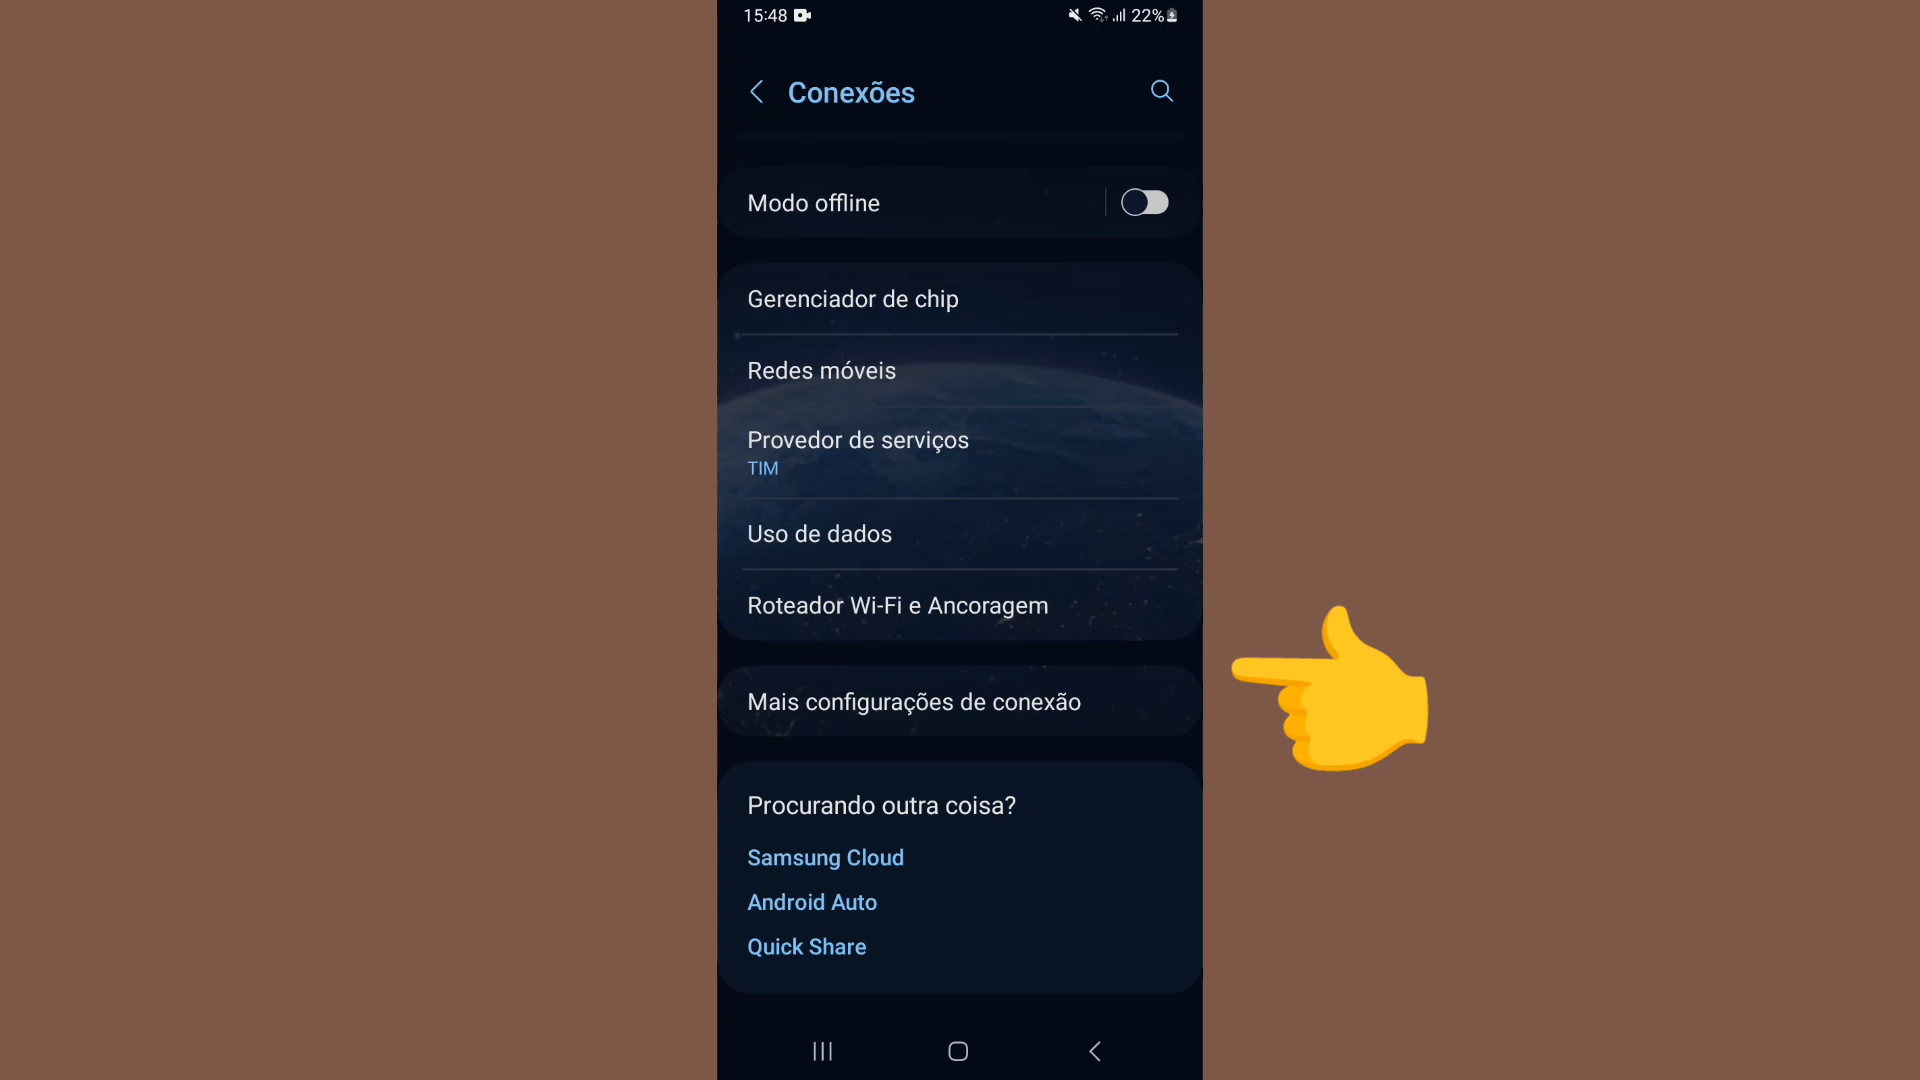 15:48 22%
Conexões
Modo offline
Gerenciador de chip
Redes móveis
Provedor de serviços
TIM
Uso de dados
Roteador Wi-Fi e Ancoragem
Mais configurações de conexão
Procurando outra coisa?
Samsung Cloud
Android Auto
Quick Share